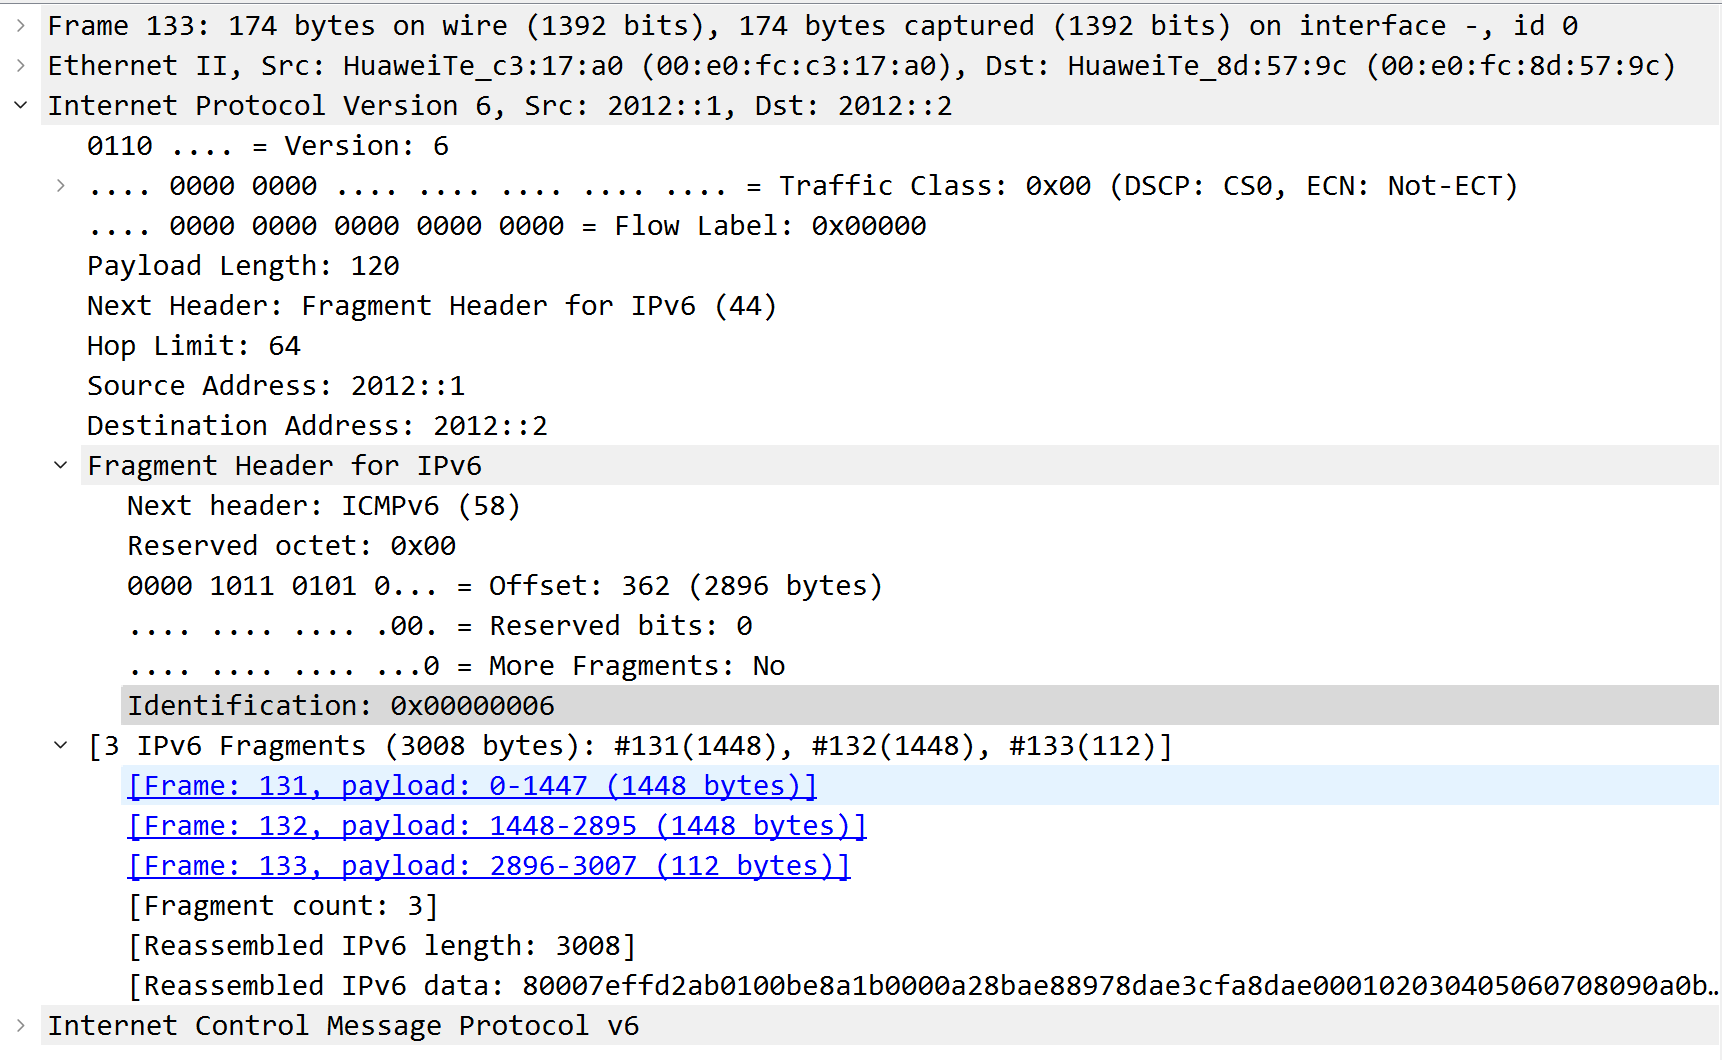 Frame 133: 174 bytes on wire (1392 bits), 174 bytes captured (1392 bits) on interface -, id 0
Ethernet II, Src: HuaweiTe_c3:17:a0 (00:e0:fc:c3:17:a0), Dst: HuaweiTe_8d:57:9c (00:e0:fc:8d:57:9c)
Internet Protocol Version 6, Src: 2012::1, Dst: 2012::2
0110 .... = Version: 6
.... 0000 0000 .... .... .... .... .... = Traffic Class: 0x00 (DSCP: CS0, ECN: Not-ECT)
.... 0000 0000 0000 0000 0000 = Flow Label: 0x00000
Payload Length: 120
Next Header: Fragment Header for IPv6 (44)
Hop Limit: 64
Source Address: 2012::1
Destination Address: 2012::2
Fragment Header for IPv6
Next header: ICMPv6 (58)
Reserved octet: 0x00
0000 1011 0101 0... = Offset: 362 (2896 bytes)
.... .... .... .00. = Reserved bits: 0
.... .... .... ...0 = More Fragments: No
Identification: 0x00000006
[3 IPv6 Fragments (3008 bytes): #131(1448), #132(1448), #133(112)]
[Frame: 131, payload: 0-1447 (1448 bytes)]
[Frame: 132, payload: 1448-2895 (1448 bytes)]
[Frame: 133, payload: 2896-3007 (112 bytes)]
[Fragment count: 3]
[Reassembled IPv6 length: 3008]
[Reassembled IPv6 data: 80007effd2ab0100be8a1b0000a28bae88978dae3cfa8dae000102030405060708090a0b…
Internet Control Message Protocol v6